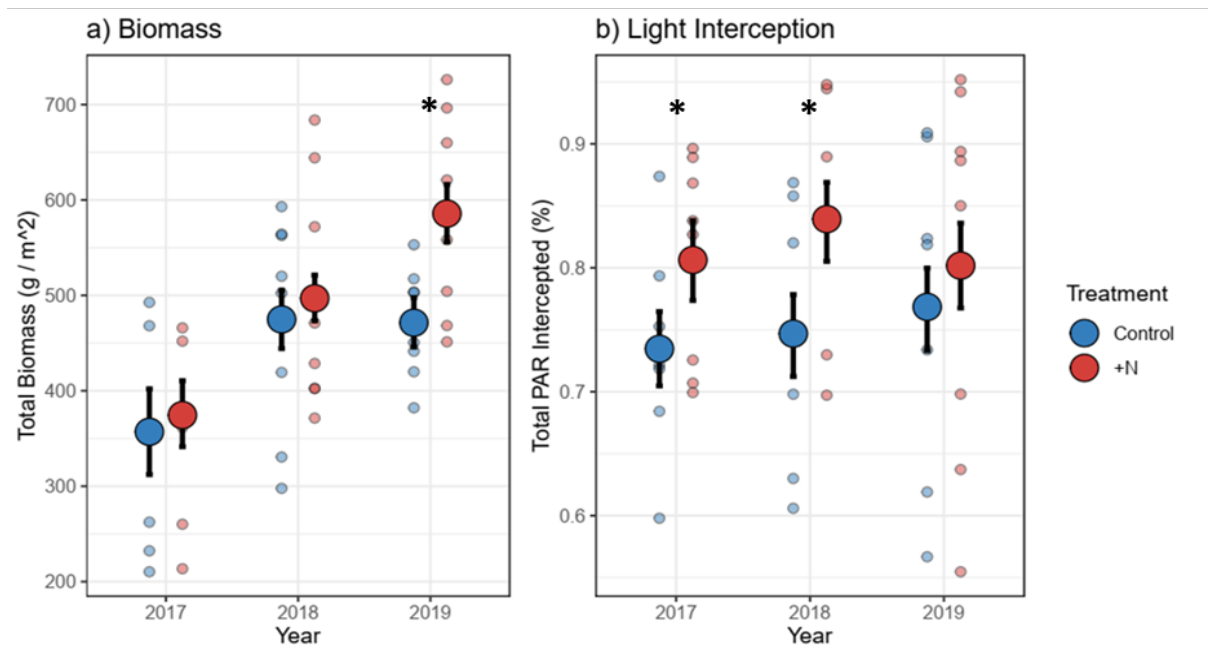 a) Biomass
b) Light Interception
Total Biomass (g / m^2)
700
600
500
400
300
200
*
2017
2018
2019
Year
Total PAR Intercepted (%)
0.9
0.8
0.7
0.6
*
*
2017
2018
2019
Year
Treatment
Control
+N